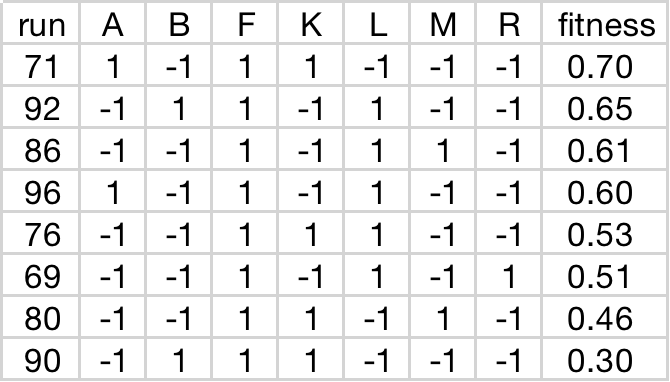 run A B F K L M R fitness
71 1 -1 1 1 -1 -1 -1 0.70
92 -1 1 1 -1 1 -1 -1 0.65
86 -1 -1 1 -1 1 1 -1 0.61
96 1 -1 1 -1 1 -1 -1 0.60
76 -1 -1 1 1 1 -1 -1 0.53
69 -1 -1 1 -1 1 -1 1 0.51
80 -1 -1 1 1 -1 1 -1 0.46
90 -1 1 1 1 -1 -1 -1 0.30